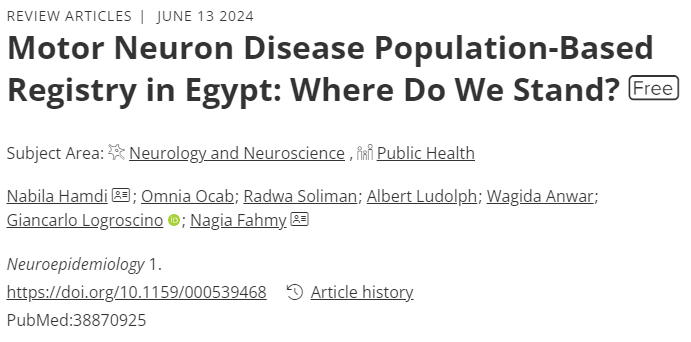 REVIEW ARTICLES | JUNE 13 2024
Motor Neuron Disease Population-Based
Registry in Egypt: Where Do We Stand? Free
Subject Area: Neurology and Neuroscience , Public Health
Nabila Hamdi ; Omnia Ocab; Radwa Soliman; Albert Ludolph; Wagida Anwar;
Giancarlo Logroscino iD ; Nagia Fahmy
Neuroepidemiology 1.
https://doi.org/10.1159/000539468 Article history
PubMed:38870925